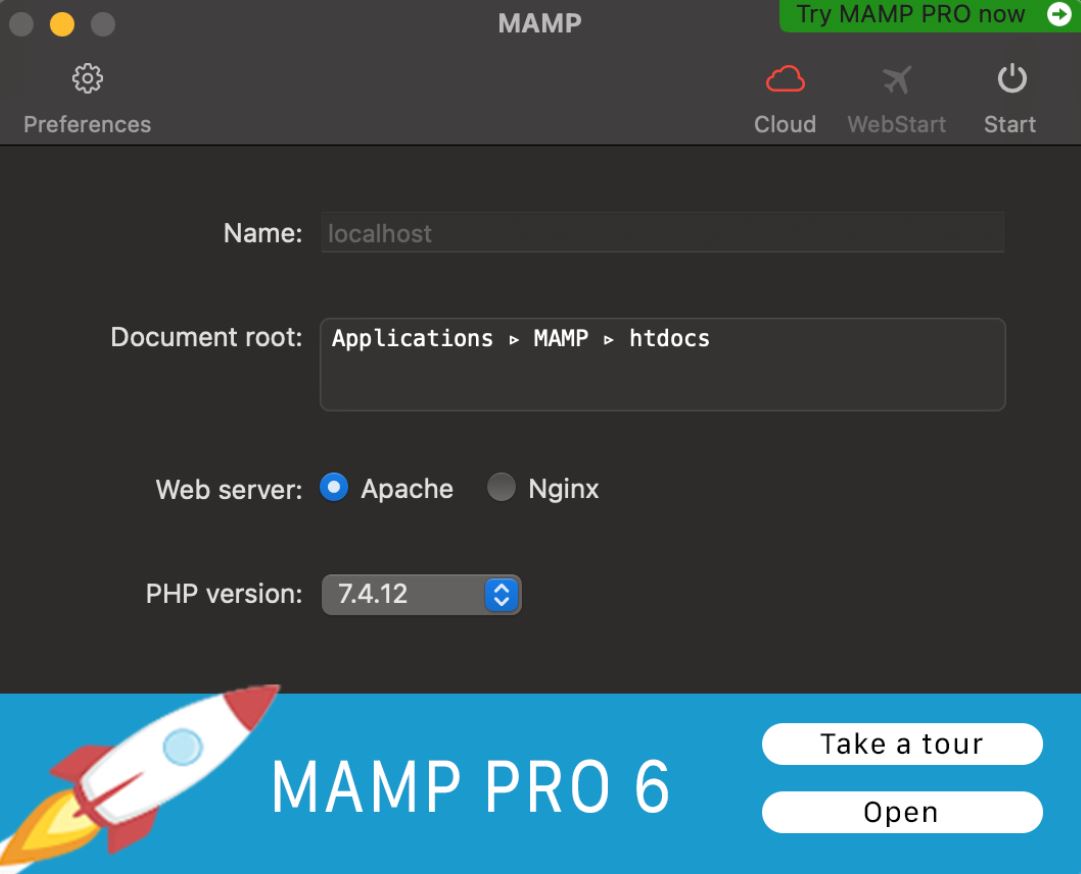 MAMP
Try MAMP PRO now
Preferences
Cloud
WebStart
Start
Name: localhost
Document root: Applications ▹ MAMP ▹ htdocs
Web server: Apache Nginx
PHP version: 7.4.12
MAMP PRO 6
Take a tour
Open